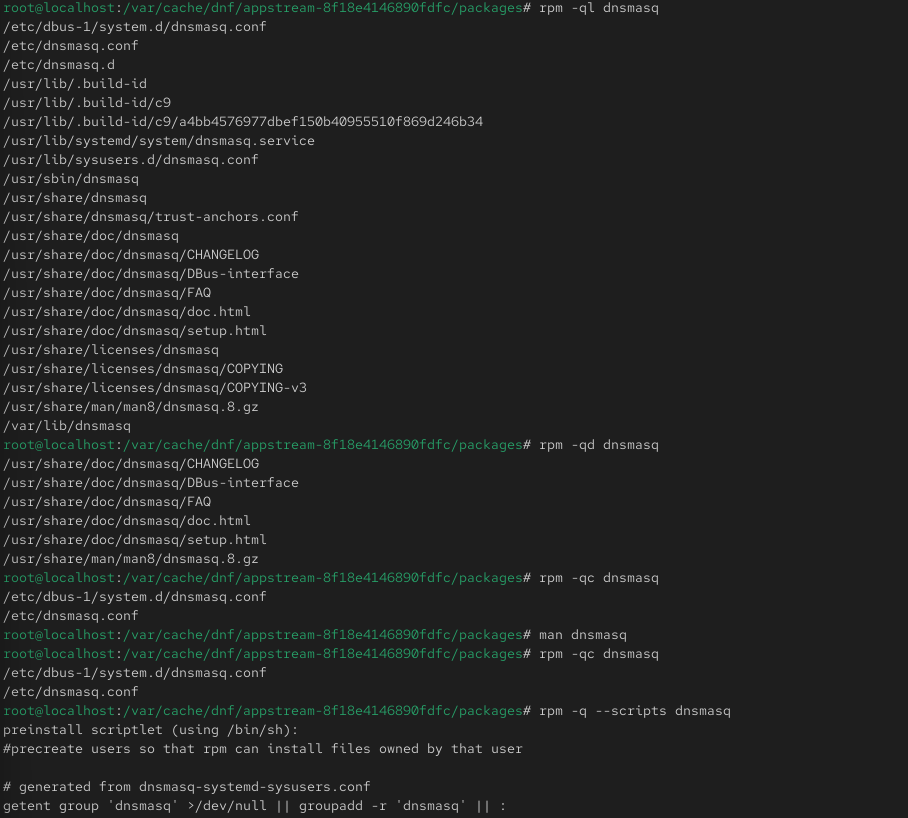 root@localhost:/var/cache/dnf/appstream-8f18e4146890fdfc/packages# rpm -ql dnsmasq
/etc/dbus-1/system.d/dnsmasq.conf
/etc/dnsmasq.conf
/etc/dnsmasq.d
/usr/lib/.build-id
/usr/lib/.build-id/c9
/usr/lib/.build-id/c9/a4bb4576977dbef150b40955510f869d246b34
/usr/lib/systemd/system/dnsmasq.service
/usr/lib/sysusers.d/dnsmasq.conf
/usr/sbin/dnsmasq
/usr/share/dnsmasq
/usr/share/dnsmasq/trust-anchors.conf
/usr/share/doc/dnsmasq
/usr/share/doc/dnsmasq/CHANGELOG
/usr/share/doc/dnsmasq/DBus-interface
/usr/share/doc/dnsmasq/FAQ
/usr/share/doc/dnsmasq/doc.html
/usr/share/doc/dnsmasq/setup.html
/usr/share/licenses/dnsmasq
/usr/share/licenses/dnsmasq/COPYING
/usr/share/licenses/dnsmasq/COPYING-v3
/usr/share/man/man8/dnsmasq.8.gz
/var/lib/dnsmasq
root@localhost:/var/cache/dnf/appstream-8f18e4146890fdfc/packages# rpm -qd dnsmasq
/usr/share/doc/dnsmasq/CHANGELOG
/usr/share/doc/dnsmasq/DBus-interface
/usr/share/doc/dnsmasq/FAQ
/usr/share/doc/dnsmasq/doc.html
/usr/share/doc/dnsmasq/setup.html
/usr/share/man/man8/dnsmasq.8.gz
root@localhost:/var/cache/dnf/appstream-8f18e4146890fdfc/packages# rpm -qc dnsmasq
/etc/dbus-1/system.d/dnsmasq.conf
/etc/dnsmasq.conf
root@localhost:/var/cache/dnf/appstream-8f18e4146890fdfc/packages# man dnsmasq
root@localhost:/var/cache/dnf/appstream-8f18e4146890fdfc/packages# rpm -qc dnsmasq
/etc/dbus-1/system.d/dnsmasq.conf
/etc/dnsmasq.conf
root@localhost:/var/cache/dnf/appstream-8f18e4146890fdfc/packages# rpm -q --scripts dnsmasq
preinstall scriptlet (using /bin/sh):
#precreate users so that rpm can install files owned by that user

# generated from dnsmasq-systemd-sysusers.conf
getent group 'dnsmasq' >/dev/null || groupadd -r 'dnsmasq' || :